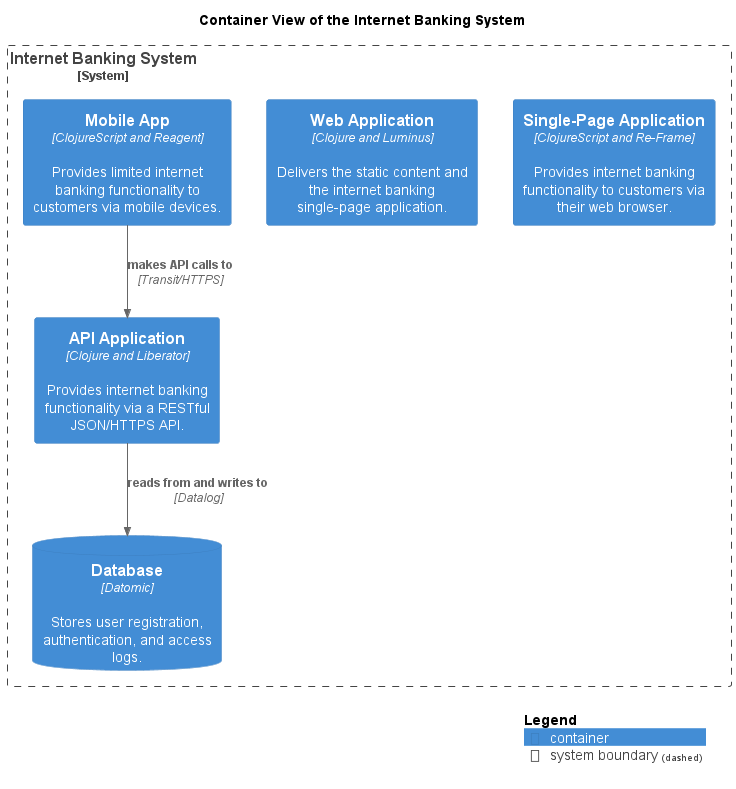 Container View of the Internet Banking System
Internet Banking System
[System]
Mobile App
[ClojureScript and Reagent]
Provides limited internet
banking functionality to
customers via mobile devices.
Web Application
[Clojure and Luminus]
Delivers the static content and
the internet banking
single-page application.
Single-Page Application
[ClojureScript and Re-Frame]
Provides internet banking
functionality to customers via
their web browser.
makes API calls to
[Transit/HTTPS]
API Application
[Clojure and Liberator]
Provides internet banking
functionality via a RESTful
JSON/HTTPS API.
reads from and writes to
[Datalog]
Database
[Datomic]
Stores user registration,
authentication, and access
logs.
Legend
container
system boundary (dashed)